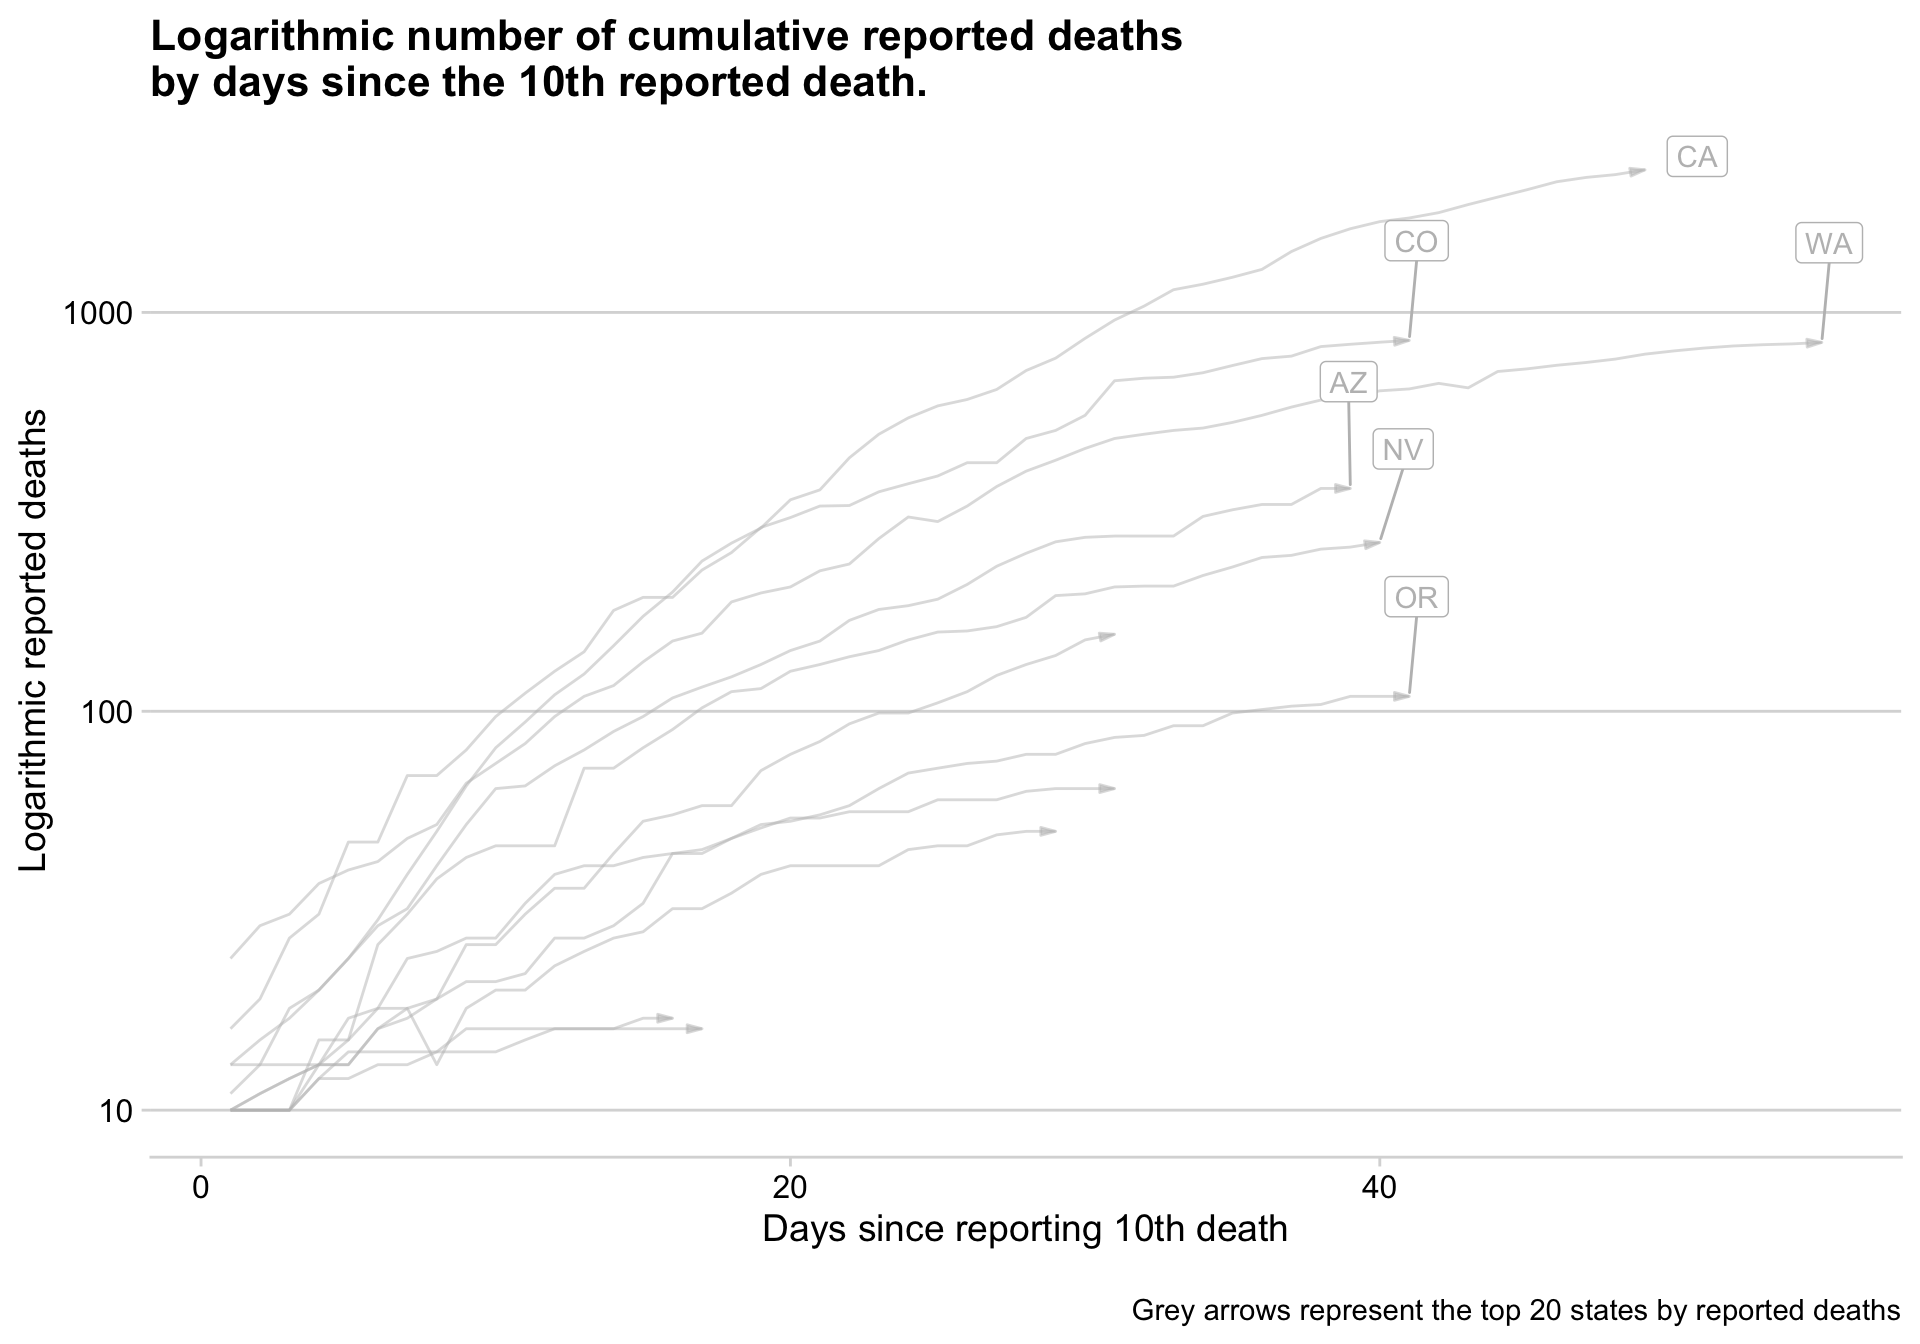 Logarithmic number of cumulative reported deaths
by days since the 10th reported death.
CA
CO
WA
1000
AZ
NV
OR
100
10
Logarithmic reported deaths
0 20 40
Days since reporting 10th death
Grey arrows represent the top 20 states by reported deaths